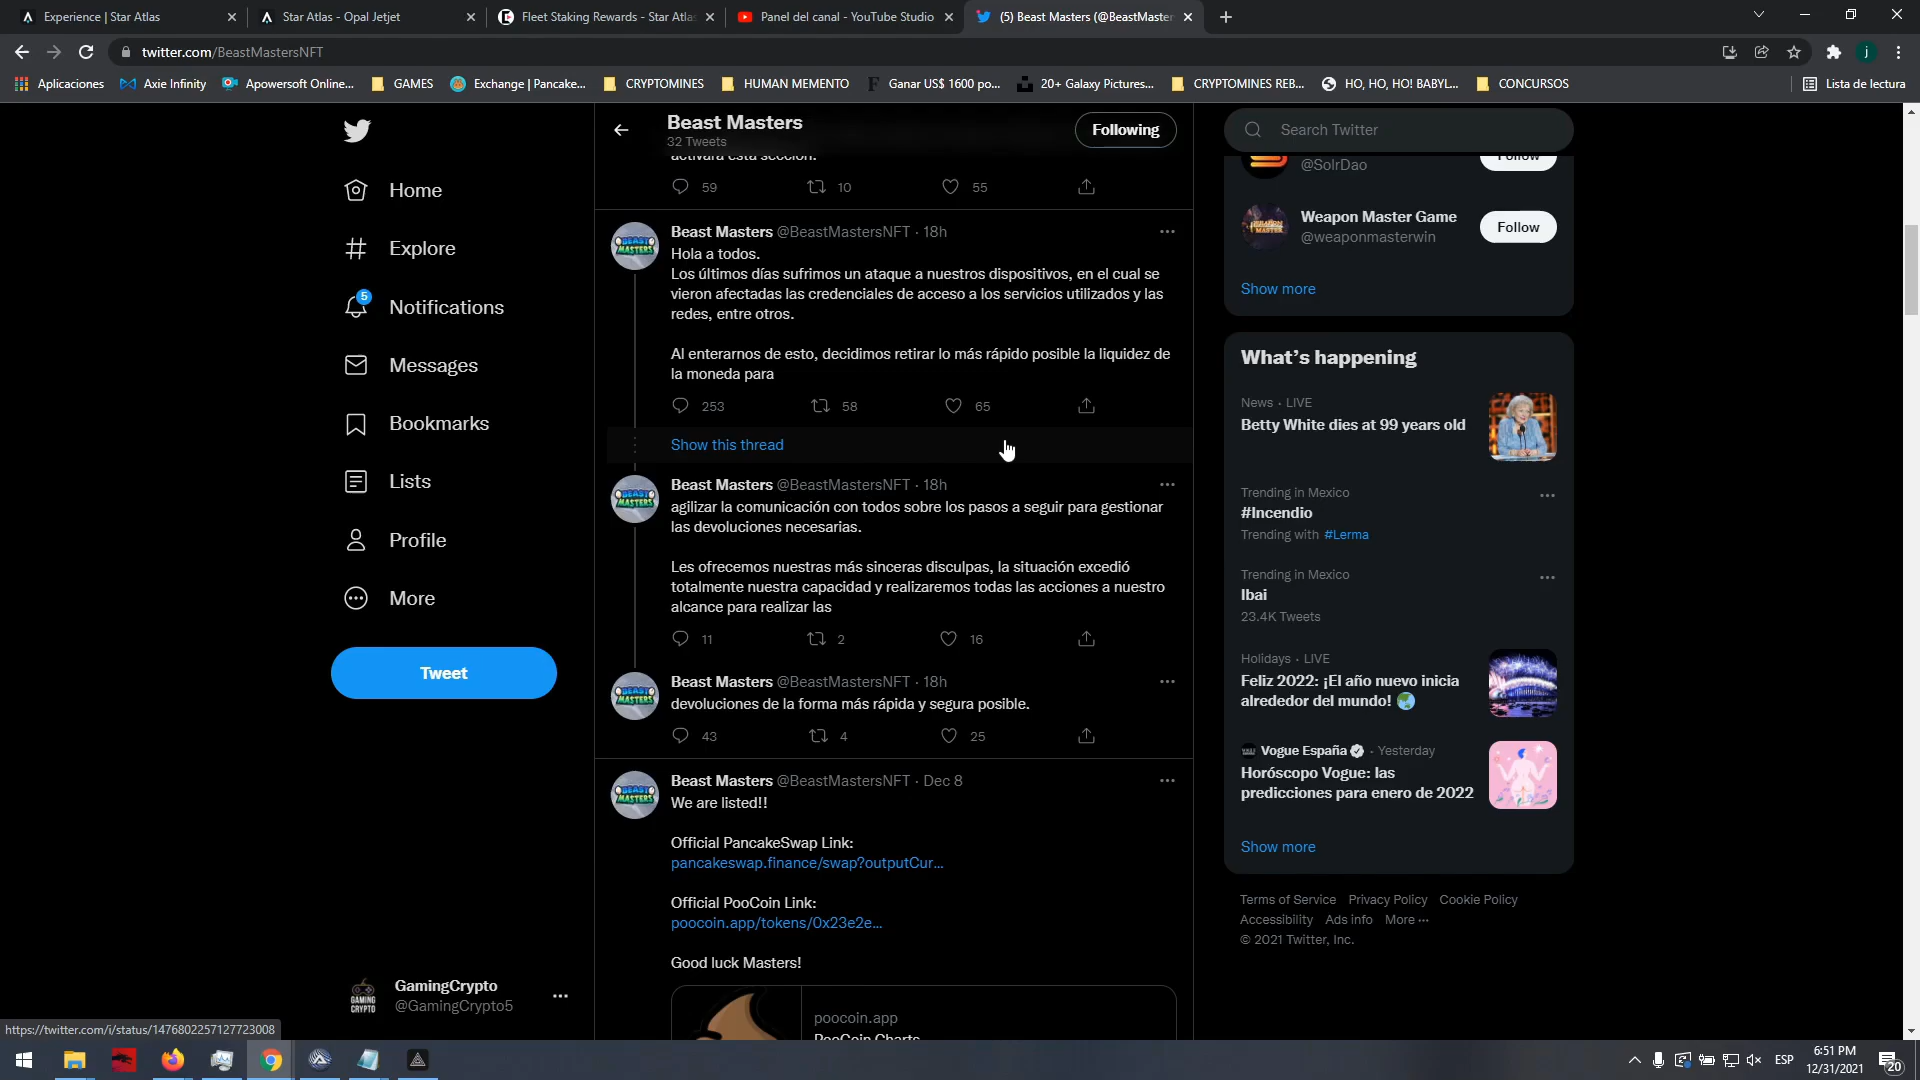 Experience | Star Atlas
Star Atlas - Opal Jetjet
Fleet Staking Rewards - Star Atlas
Panel del canal - YouTube Studio
(5) Beast Masters (@BeastMaster
twitter.com/BeastMastersNFT
j
Aplicaciones
Axie Infinity
Apowersoft Online...
GAMES
Exchange | Pancake...
CRYPTOMINES
HUMAN MEMENTO
Ganar US$ 1600 po...
20+ Galaxy Pictures...
CRYPTOMINES REB...
HO, HO, HO! BABYL...
CONCURSOS
Lista de lectura
Home
Explore
5
Notifications
Messages
Bookmarks
Lists
Profile
More
Tweet
GamingCrypto
@GamingCrypto5
Beast Masters
32 Tweets
Following
activará esta sección.
59 10 55
Beast Masters @BeastMastersNFT · 18h
Hola a todos.
Los últimos días sufrimos un ataque a nuestros dispositivos, en el cual se
vieron afectadas las credenciales de acceso a los servicios utilizados y las
redes, entre otros.
Al enterarnos de esto, decidimos retirar lo más rápido posible la liquidez de
la moneda para
253 58 65
Show this thread
Beast Masters @BeastMastersNFT · 18h
agilizar la comunicación con todos sobre los pasos a seguir para gestionar
las devoluciones necesarias.
Les ofrecemos nuestras más sinceras disculpas, la situación excedió
totalmente nuestra capacidad y realizaremos todas las acciones a nuestro
alcance para realizar las
11 2 16
Beast Masters @BeastMastersNFT · 18h
devoluciones de la forma más rápida y segura posible.
43 4 25
Beast Masters @BeastMastersNFT · Dec 8
We are listed!!
Official PancakeSwap Link:
pancakeswap.finance/swap?outputCur...
Official PooCoin Link:
poocoin.app/tokens/0x23e2e...
Good luck Masters!
poocoin.app
PooCoin Charts
Search Twitter
@SolrDao
Follow
Weapon Master Game
@weaponmasterwin
Follow
Show more
What's happening
News · LIVE
Betty White dies at 99 years old
Trending in Mexico
#Incendio
Trending with #Lerma
Trending in Mexico
Ibai
23.4K Tweets
Holidays · LIVE
Feliz 2022: ¡El año nuevo inicia
alrededor del mundo!
Vogue España · Yesterday
Horóscopo Vogue: las
predicciones para enero de 2022
Show more
Terms of Service Privacy Policy Cookie Policy
Accessibility Ads info More ···
© 2021 Twitter, Inc.
https://twitter.com/i/status/1476802257127723008
ESP
6:51 PM
12/31/2021
20